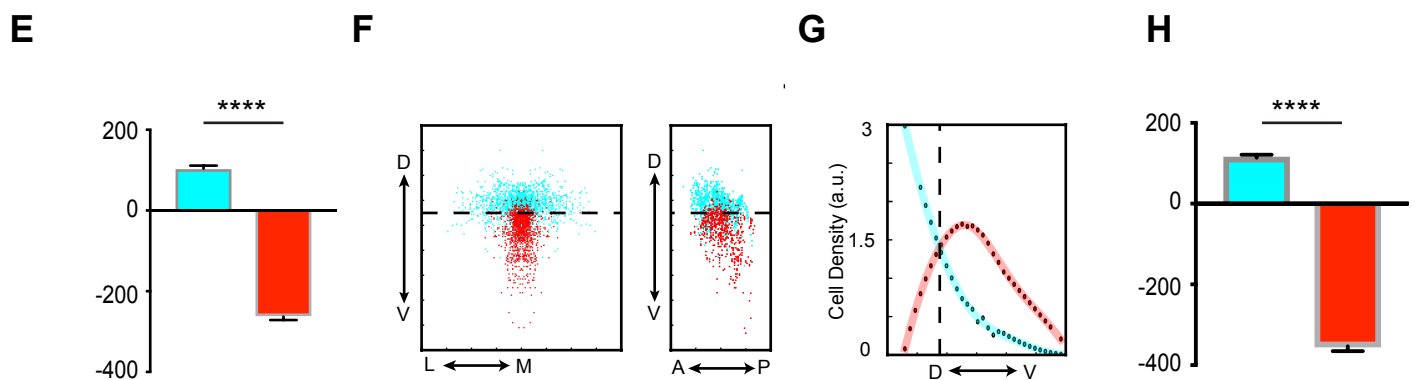 E
****
200
0
-200
-400
F
D
V
L M
D
V
A P
G
Cell Density (a.u.)
3
1.5
0
D V
H
****
200
0
-200
-400